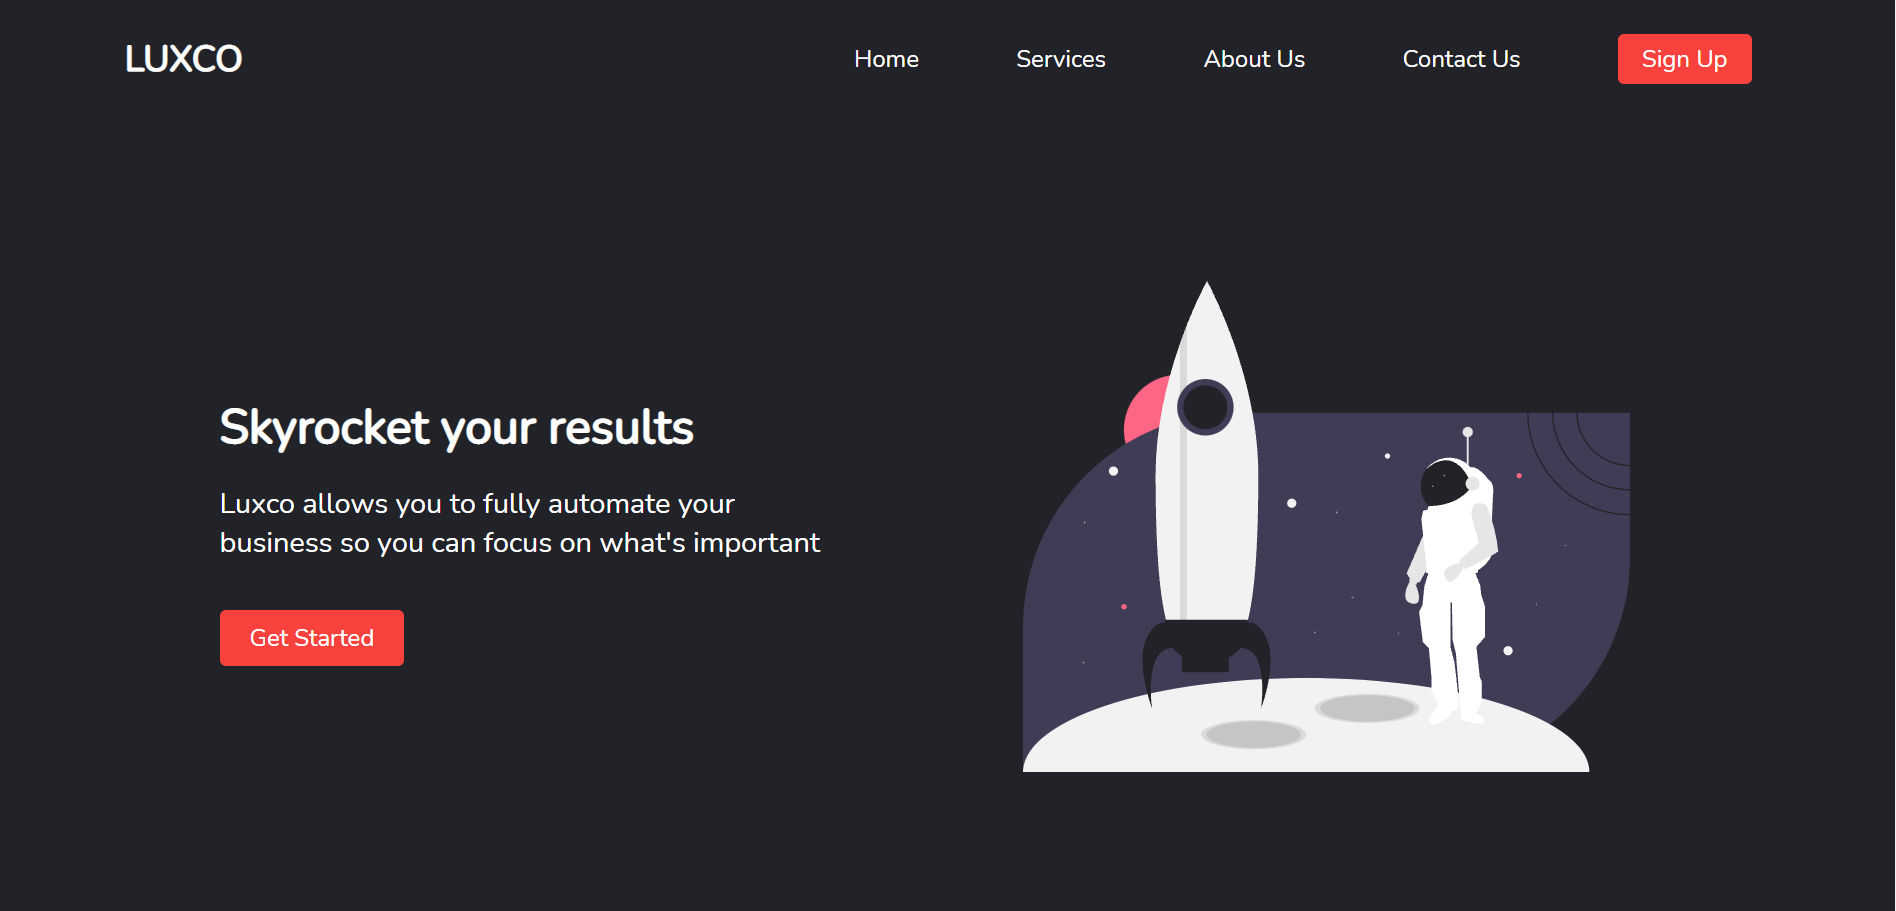 LUXCO
Home
Services
About Us
Contact Us
Sign Up
Skyrocket your results
Luxco allows you to fully automate your
business so you can focus on what's important
Get Started